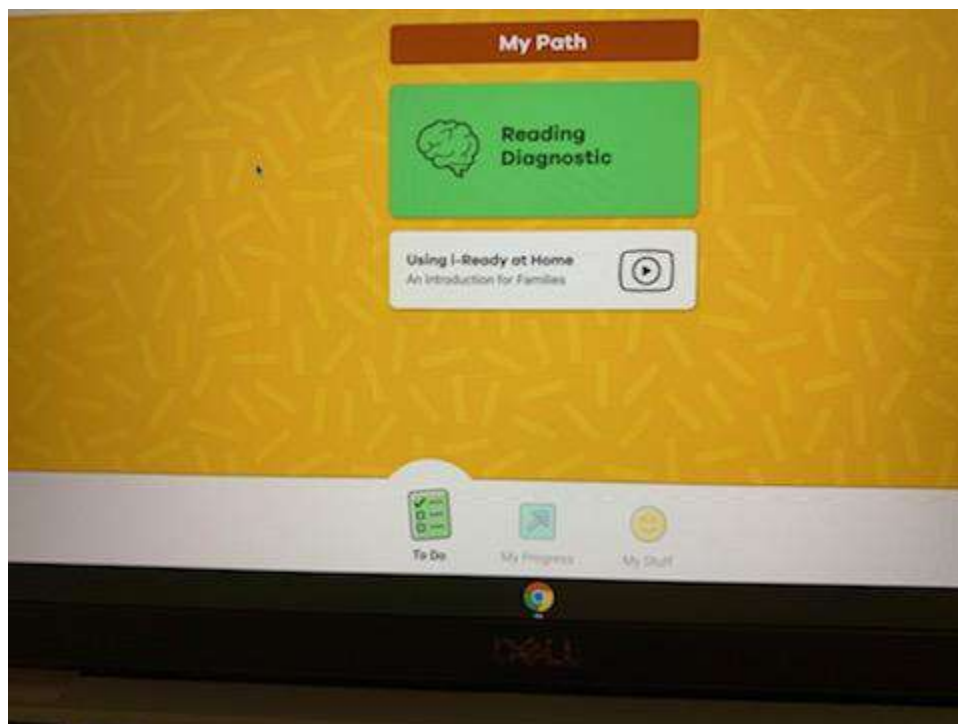 My Path
Reading
Diagnostic
Using i-Ready at Home
An Introduction for Families
To Do
My Progress
My Stuff
DELL